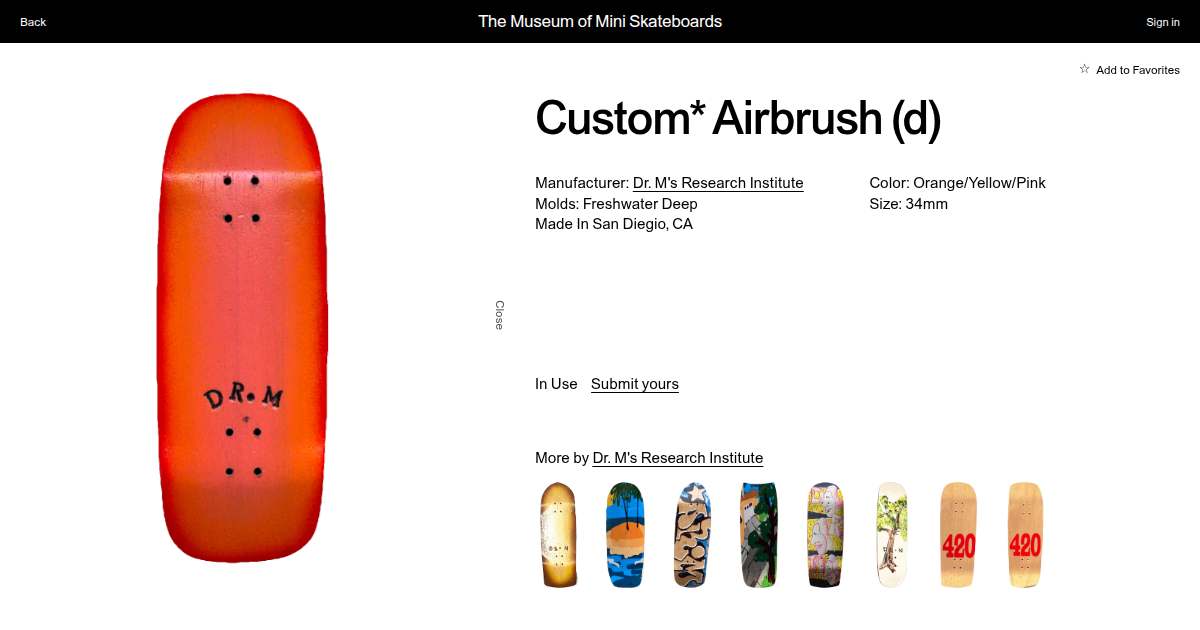 Back
The Museum of Mini Skateboards
Sign in
☆ Add to Favorites
Custom* Airbrush (d)
Manufacturer: Dr. M's Research Institute
Molds: Freshwater Deep
Made In San Diegio, CA
Color: Orange/Yellow/Pink
Size: 34mm
DR.M
Close
In Use Submit yours
More by Dr. M's Research Institute
420
420